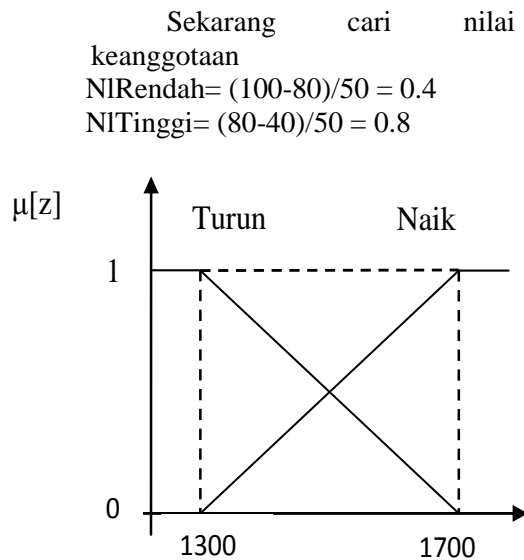 Sekarang cari nilai
keanggotaan
NlRendah= (100-80)/50 = 0.4
NlTinggi= (80-40)/50 = 0.8
μ[z]
Turun Naik
1
0
1300 1700